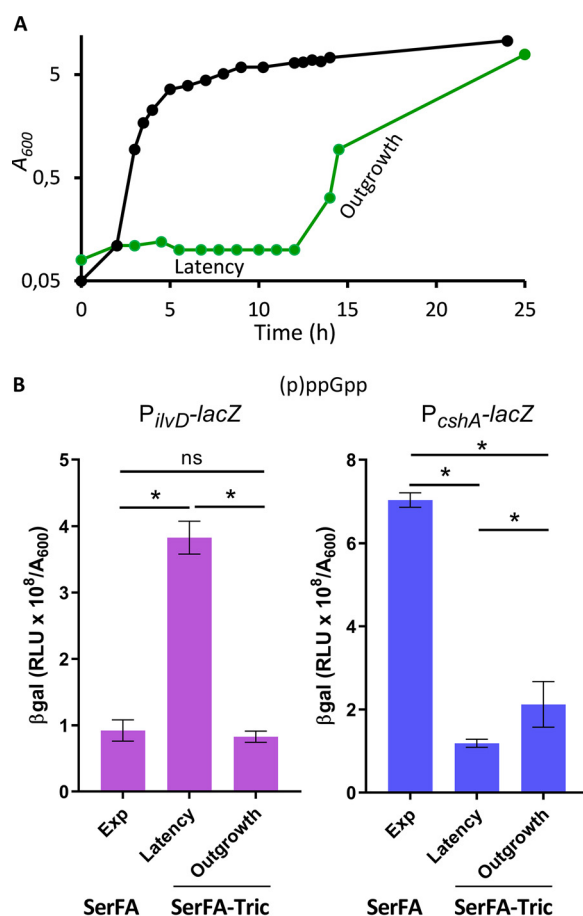 A
5
0,5
0,05
A600
Latency
Outgrowth
0 5 10 15 20 25
Time (h)
B
(p)ppGpp
PilvD-lacZ
PcshA-lacZ
5
4
3
2
1
0
βgal (RLU x 10⁸/A600)
ns
* *
Exp
Latency
Outgrowth
SerFA
SerFA-Tric
8
6
4
2
0
βgal (RLU x 10⁸/A600)
*
*
*
Exp
Latency
Outgrowth
SerFA
SerFA-Tric